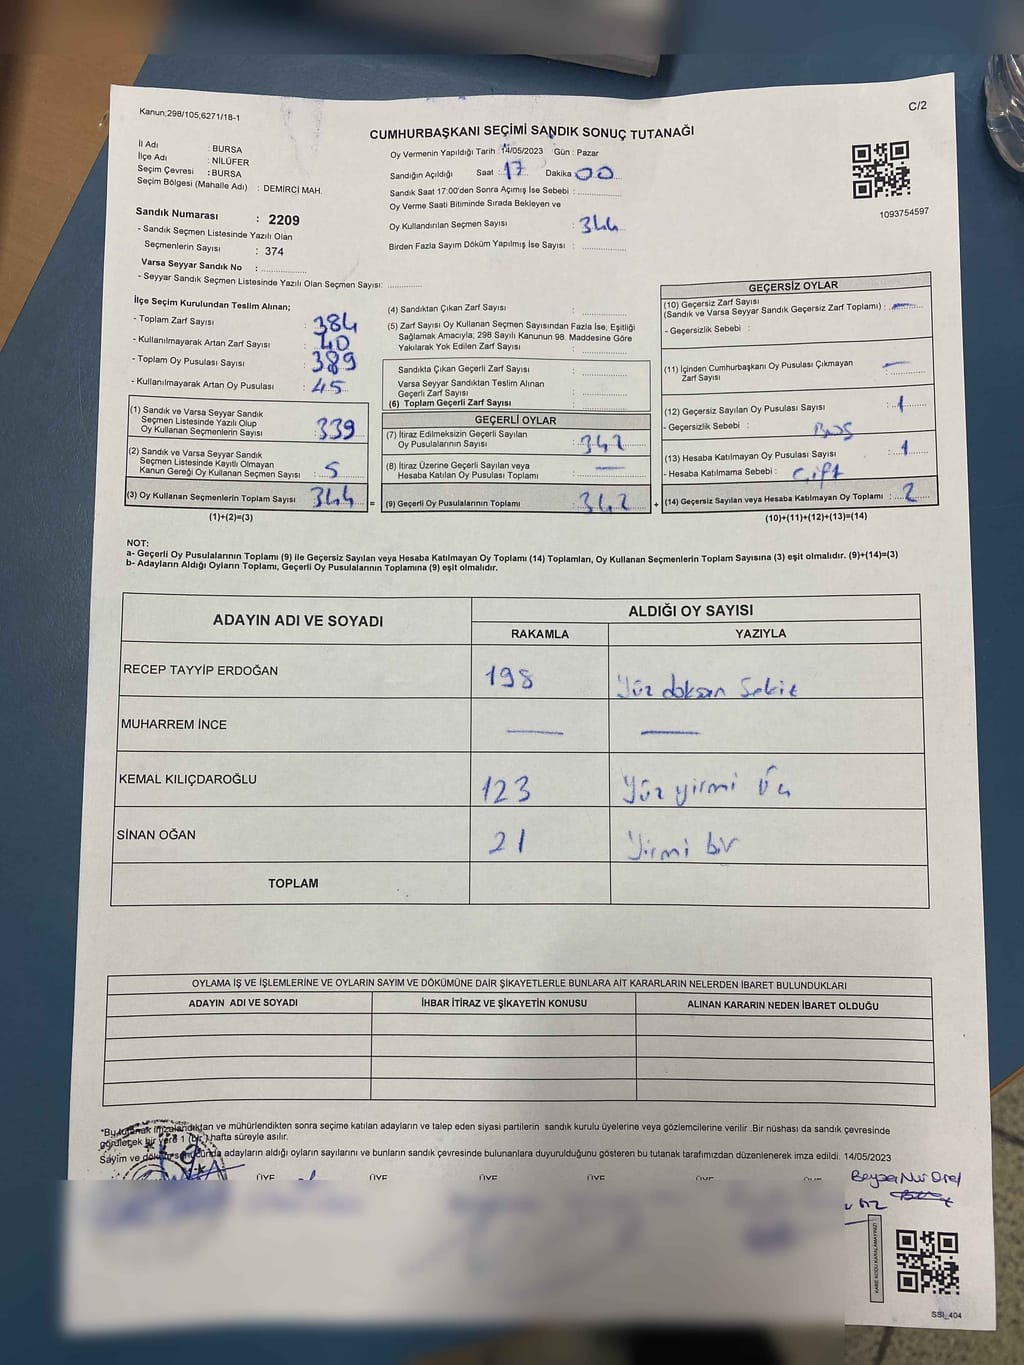 Kanun;298/105,6271/18-1
C/2
CUMHURBAŞKANI SEÇİMİ SANDIK SONUÇ TUTANAĞI
İl Adı : BURSA
İlçe Adı : NİLÜFER
Seçim Çevresi : BURSA
Seçim Bölgesi (Mahalle Adı) : DEMİRCİ MAH.
Sandık Numarası : 2209
- Sandık Seçmen Listesinde Yazılı Olan
Seçmenlerin Sayısı : 374
Varsa Seyyar Sandık No : ..............
- Seyyar Sandık Seçmen Listesinde Yazılı Olan Seçmen Sayısı: ............
Oy Vermenin Yapıldığı Tarih : 14/05/2023 Gün : Pazar
Sandığın Açıldığı Saat : 17 Dakika 00
Sandık Saat 17:00'den Sonra Açımış İse Sebebi : ..............
Oy Verme Saati Bitiminde Sırada Bekleyen ve
Oy Kullandırılan Seçmen Sayısı : 344
Birden Fazla Sayım Döküm Yapılmış İse Sayısı : ..............
1093754597
İlçe Seçim Kurulundan Teslim Alınan;
- Toplam Zarf Sayısı : 384
- Kullanılmayarak Artan Zarf Sayısı : 40
- Toplam Oy Pusulası Sayısı : 389
- Kullanılmayarak Artan Oy Pusulası : 45
(1) Sandık ve Varsa Seyyar Sandık
Seçmen Listesinde Yazılı Olup
Oy Kullanan Seçmenlerin Sayısı : 339
(2) Sandık ve Varsa Seyyar Sandık
Seçmen Listesinde Kayıtlı Olmayan
Kanun Gereği Oy Kullanan Seçmen Sayısı : 5
(3) Oy Kullanan Seçmenlerin Toplam Sayısı : 344 =
(1)+(2)=(3)
(4) Sandıktan Çıkan Zarf Sayısı : ..............
(5) Zarf Sayısı Oy Kullanan Seçmen Sayısından Fazla İse, Eşitliği
Sağlamak Amacıyla; 298 Sayılı Kanunun 98. Maddesine Göre
Yakılarak Yok Edilen Zarf Sayısı : ..............
Sandıkta Çıkan Geçerli Zarf Sayısı : ..............
Varsa Seyyar Sandıktan Teslim Alınan
Geçerli Zarf Sayısı : ..............
(6) Toplam Geçerli Zarf Sayısı : ..............
GEÇERLİ OYLAR
(7) İtiraz Edilmeksizin Geçerli Sayılan
Oy Pusulalarının Sayısı : 342
(8) İtiraz Üzerine Geçerli Sayılan veya
Hesaba Katılan Oy Pusulası Toplamı : —
(9) Geçerli Oy Pusulalarının Toplamı : 342 +
GEÇERSİZ OYLAR
(10) Geçersiz Zarf Sayısı
(Sandık ve Varsa Seyyar Sandık Geçersiz Zarf Toplamı) : —
- Geçersizlik Sebebi :
(11) İçinden Cumhurbaşkanı Oy Pusulası Çıkmayan
Zarf Sayısı : —
(12) Geçersiz Sayılan Oy Pusulası Sayısı : 1
- Geçersizlik Sebebi : Boş
(13) Hesaba Katılmayan Oy Pusulası Sayısı : 1
- Hesaba Katılmama Sebebi : Çift
(14) Geçersiz Sayılan veya Hesaba Katılmayan Oy Toplamı : 2
(10)+(11)+(12)+(13)=(14)
NOT:
a- Geçerli Oy Pusulalarının Toplamı (9) ile Geçersiz Sayılan veya Hesaba Katılmayan Oy Toplamı (14) Toplamları, Oy Kullanan Seçmenlerin Toplam Sayısına (3) eşit olmalıdır. (9)+(14)=(3)
b- Adayların Aldığı Oyların Toplamı, Geçerli Oy Pusulalarının Toplamına (9) eşit olmalıdır.
ADAYIN ADI VE SOYADI
ALDIĞI OY SAYISI
RAKAMLA YAZIYLA
RECEP TAYYİP ERDOĞAN 198 Yüz doksan Sekiz
MUHARREM İNCE — —
KEMAL KILIÇDAROĞLU 123 Yüz yirmi Üç
SİNAN OĞAN 21 Yirmi bir
TOPLAM
OYLAMA İŞ VE İŞLEMLERİNE VE OYLARIN SAYIM VE DÖKÜMÜNE DAİR ŞİKAYETLERLE BUNLARA AİT KARARLARIN NELERDEN İBARET BULUNDUKLARI
ADAYIN ADI VE SOYADI İHBAR İTİRAZ VE ŞİKAYETİN KONUSU ALINAN KARARIN NEDEN İBARET OLDUĞU
*Bu tutanak imzalandıktan ve mühürlendikten sonra seçime katılan adayların ve talep eden siyasi partilerin sandık kurulu üyelerine veya gözlemcilerine verilir .Bir nüshası da sandık çevresinde
görülecek bir yere 1 (bir ) hafta süreyle asılır.
Sayım ve döküm sonucunda adayların aldığı oyların sayılarını ve bunların sandık çevresinde bulunanlara duyurulduğunu gösteren bu tutanak tarafımızdan düzenlenerek imza edildi. 14/05/2023
ÜYE ÜYE ÜYE ÜYE ÜYE
Beyza Nur Oral
KARE KODU KARALAMAYINIZ!
SSI_404